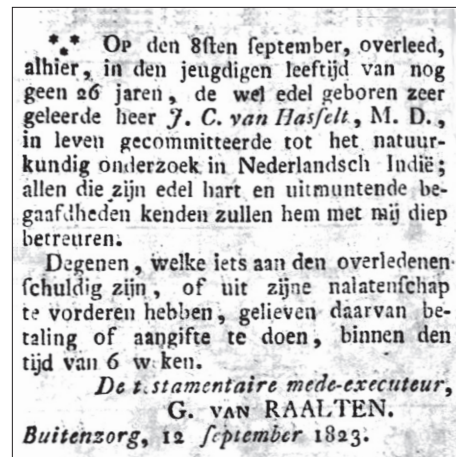 *** Op den 8ſten ſeptember, overleed,
alhier, in den jeugdigen leeftijd van nog
geen 26 jaren, de wel edel geboren zeer
geleerde heer J. C. van Haſſelt, M. D.,
in leven gecommitteerde tot het natuur-
kundig onderzoek in Nederlandsch Indië;
allen die zijn edel hart en uitmuntende be-
gaafdheden kenden zullen hem met mij diep
betreuren.
Degenen, welke iets aan den overledenen
ſchuldig zijn, of uit zijne nalatenſchap
te vorderen hebben, gelieven daarvan be-
taling of aangifte te doen, binnen den
tijd van 6 weken.
De testamentaire mede-executeur,
G. VAN RAALTEN.
Buitenzorg, 12 ſeptember 1823.